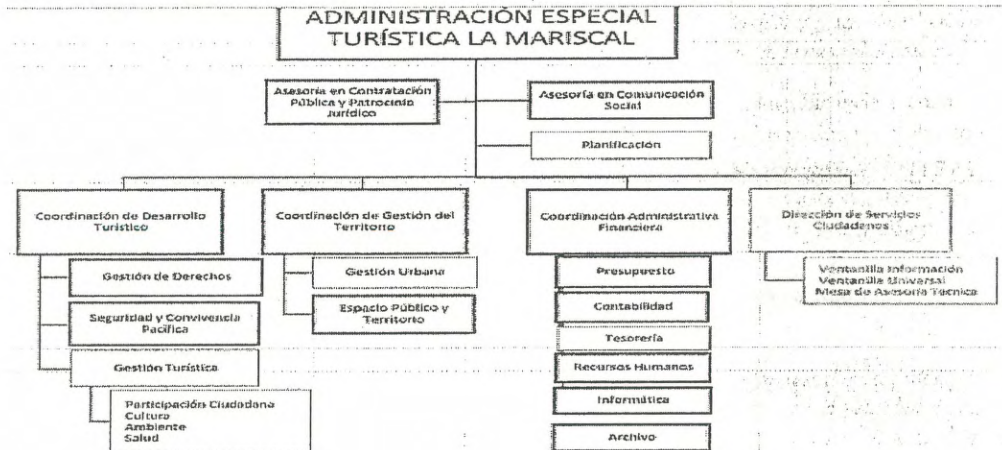 ADMINISTRACIÓN ESPECIAL
TURÍSTICA LA MARISCAL
Asesoría en Contratación
Pública y Patrocinio
Jurídico
Asesoría en Comunicación
Social
Planificación
Coordinación de Desarrollo
Turístico
Gestión de Derechos
Seguridad y Convivencia
Pacífica
Gestión Turística
Participación Ciudadana
Cultura
Ambiente
Salud
Coordinación de Gestión del
Territorio
Gestión Urbana
Espacio Público y
Territorio
Coordinación Administrativa
Financiera
Presupuesto
Contabilidad
Tesorería
Recursos Humanos
Informática
Archivo
Dirección de Servicios
Ciudadanos
Ventanilla Información
Ventanilla Universal
Mesa de Asesoría Técnica